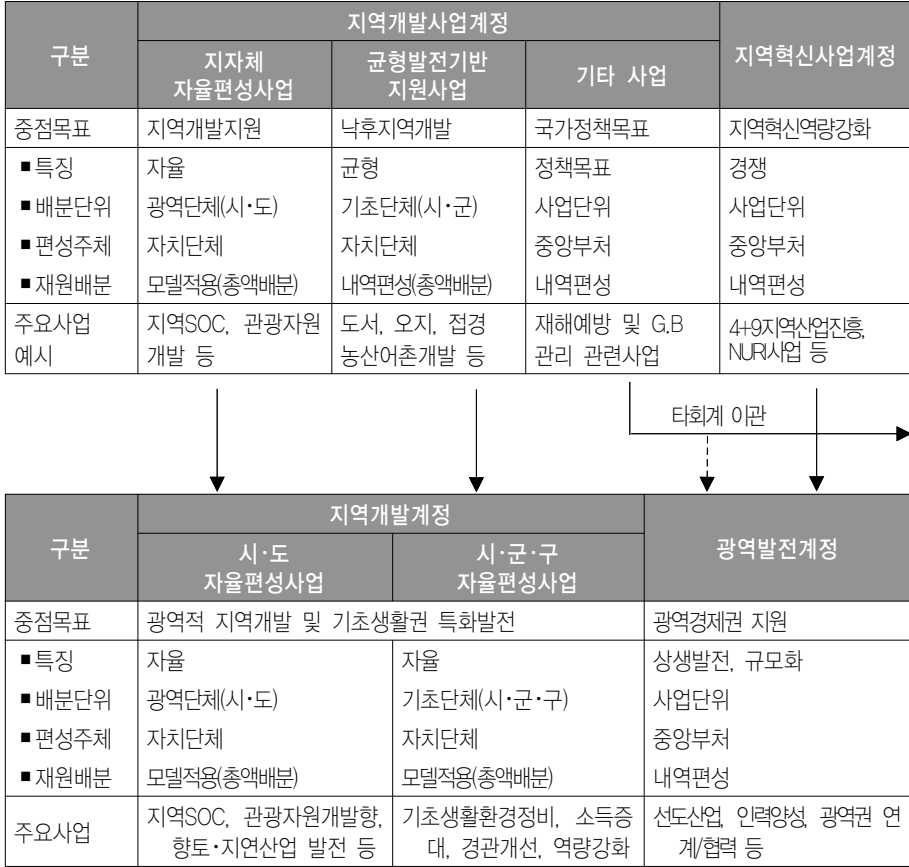 구분 지역개발사업계정 지역혁신사업계정
지자체 자율편성사업 균형발전기반 지원사업 기타 사업
중점목표 지역개발지원 낙후지역개발 국가정책목표 지역혁신역량강화
▪특징 자율 균형 정책목표 경쟁
▪배분단위 광역단체(시·도) 기초단체(시·군) 사업단위 사업단위
▪편성주체 자치단체 자치단체 중앙부처 중앙부처
▪재원배분 모델적용(총액배분) 내역편성(총액배분) 내역편성 내역편성
주요사업 지역SOC, 관광자원 도서, 오지, 접경 재해예방 및 G.B 4+9지역산업진흥,
예시 개발 등 농산어촌개발 등 관리 관련사업 NURI사업 등
타회계 이관
구분 지역개발계정 광역발전계정
시·도 자율편성사업 시·군·구 자율편성사업
중점목표 광역적 지역개발 및 기초생활권 특화발전 광역경제권 지원
▪특징 자율 자율 상생발전, 규모화
▪배분단위 광역단체(시·도) 기초단체(시·군·구) 사업단위
▪편성주체 자치단체 자치단체 중앙부처
▪재원배분 모델적용(총액배분) 모델적용(총액배분) 내역편성
주요사업 지역SOC, 관광자원개발향, 기초생활환경정비, 소득증 선도산업, 인력양성, 광역권 연
향토·지연산업 발전 등 대, 경관개선, 역량강화 계/협력 등